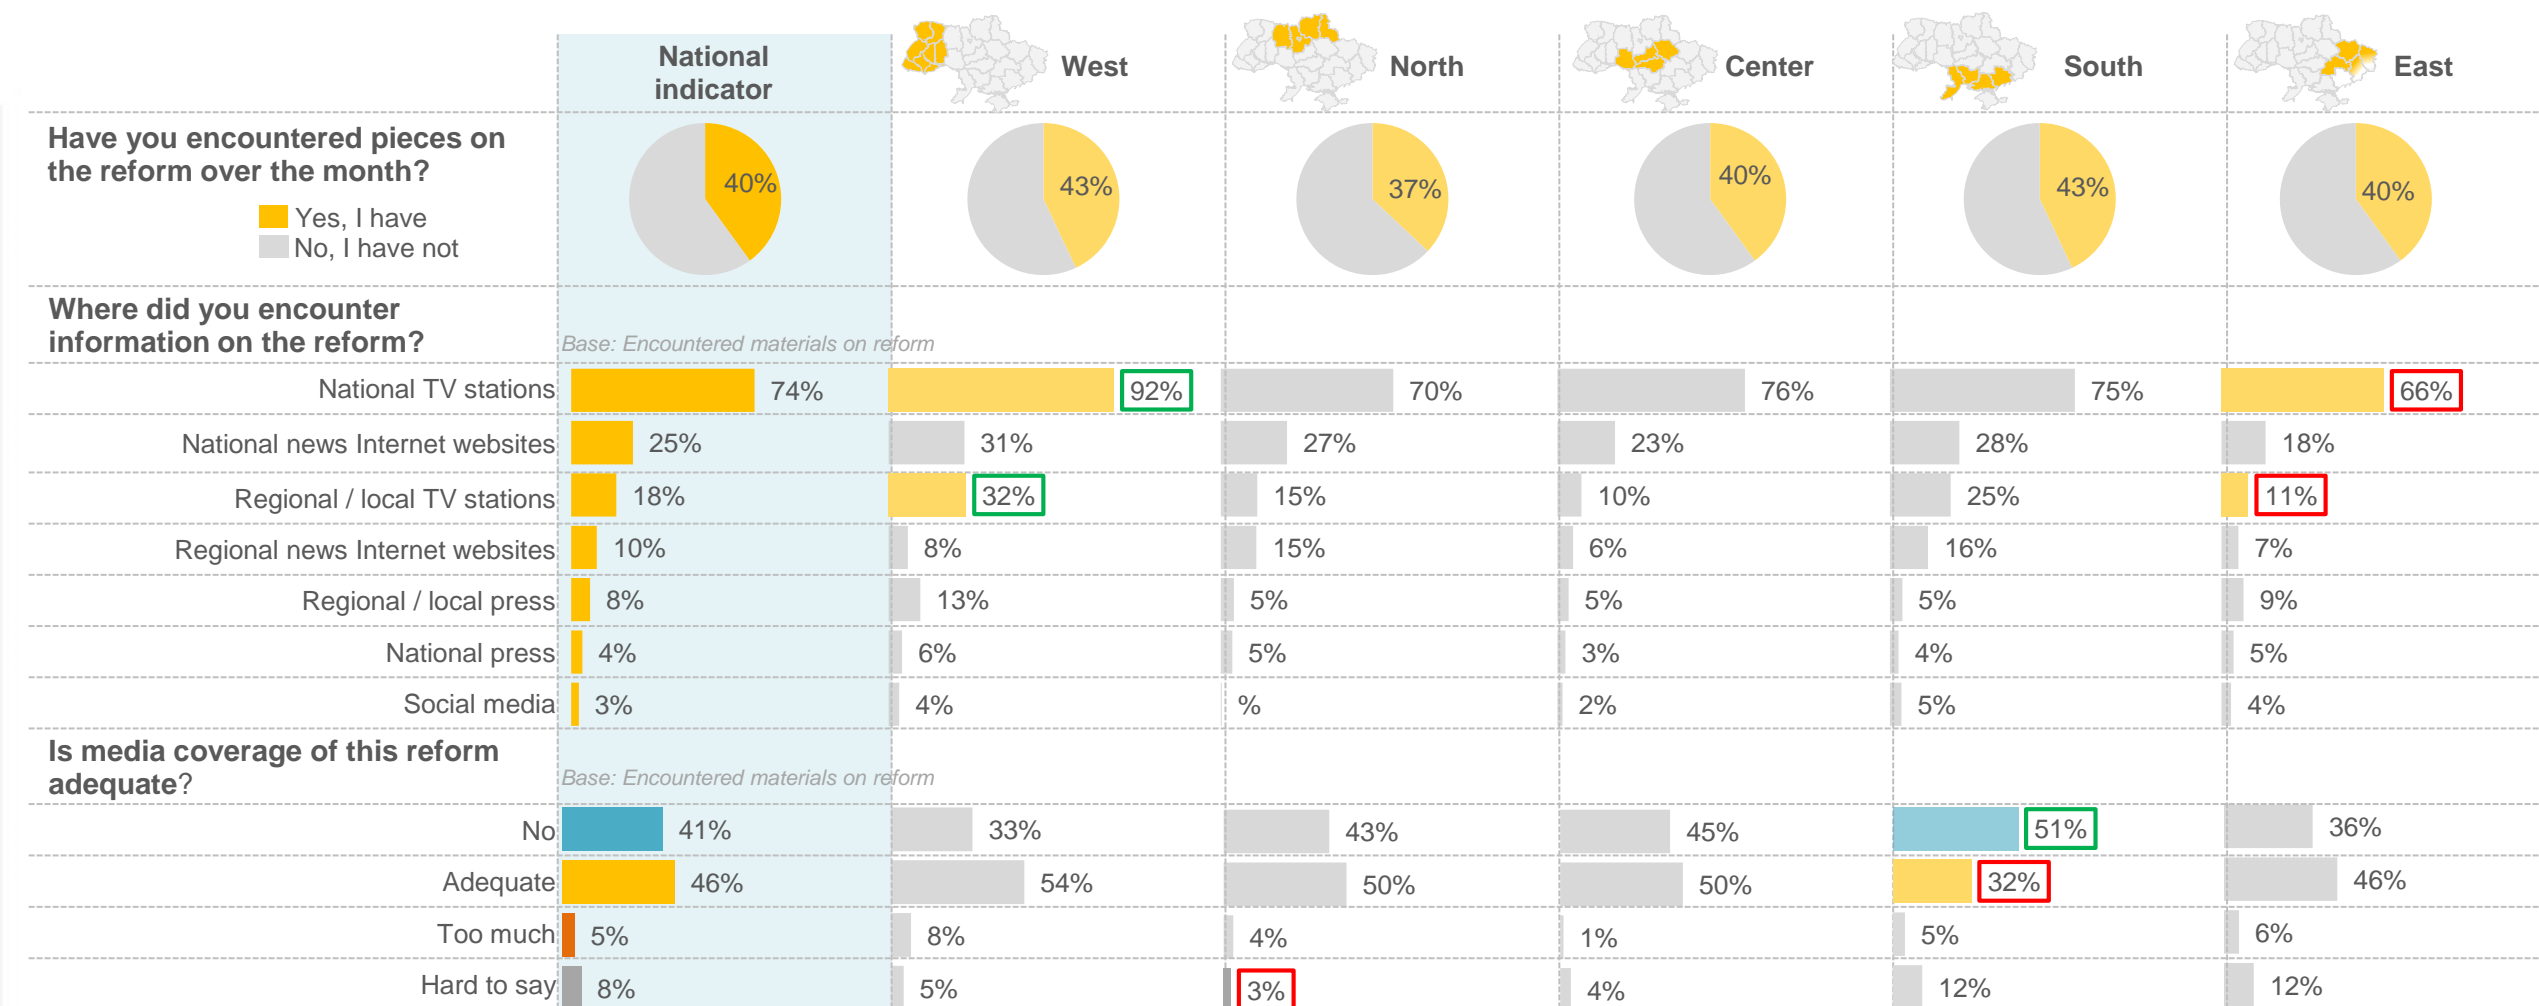 National
indicator
West
North
Center
South
East
Have you encountered pieces on
the reform over the month?
Yes, I have
No, I have not
40%
43%
37%
40%
43%
40%
Where did you encounter
information on the reform?
Base: Encountered materials on reform
National TV stations 74% 92% 70% 76% 75% 66%
National news Internet websites 25% 31% 27% 23% 28% 18%
Regional / local TV stations 18% 32% 15% 10% 25% 11%
Regional news Internet websites 10% 8% 15% 6% 16% 7%
Regional / local press 8% 13% 5% 5% 5% 9%
National press 4% 6% 5% 3% 4% 5%
Social media 3% 4% % 2% 5% 4%
Is media coverage of this reform
adequate?
Base: Encountered materials on reform
No 41% 33% 43% 45% 51% 36%
Adequate 46% 54% 50% 50% 32% 46%
Too much 5% 8% 4% 1% 5% 6%
Hard to say 8% 5% 3% 4% 12% 12%